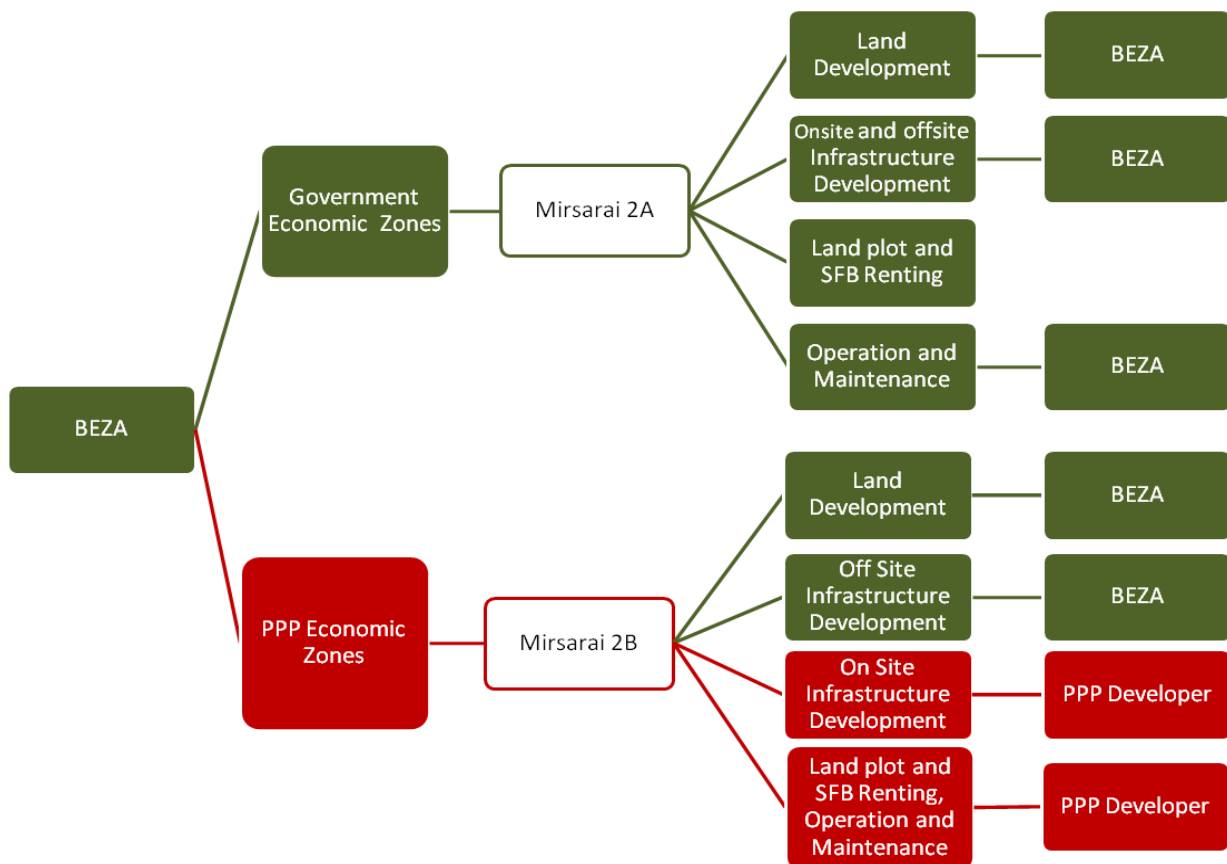 BEZA
Government
Economic Zones
Mirsarai 2A
Land
Development
BEZA
Onsite and offsite
Infrastructure
Development
BEZA
Land plot and
SFB Renting
Operation and
Maintenance
BEZA
PPP Economic
Zones
Mirsarai 2B
Land
Development
BEZA
Off Site
Infrastructure
Development
BEZA
On Site
Infrastructure
Development
PPP Developer
Land plot and
SFB Renting,
Operation and
Maintenance
PPP Developer